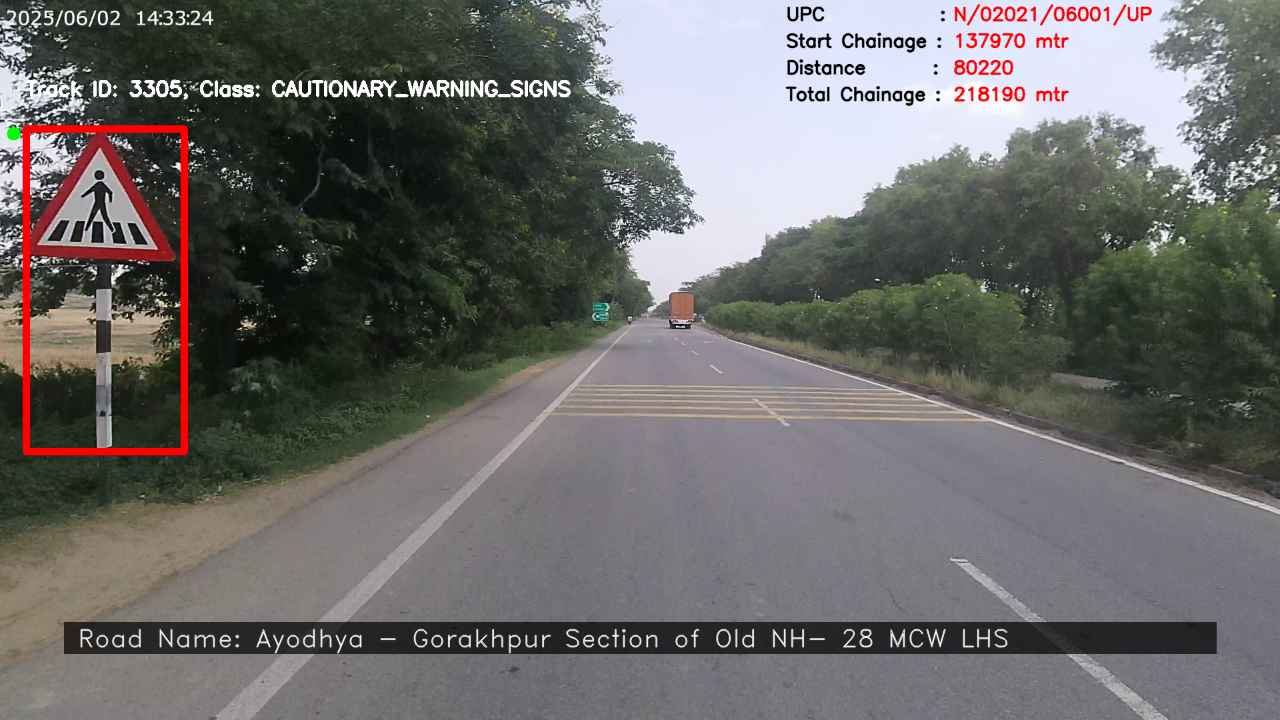 2025/06/02 14:33:24
UPC : N/02021/06001/UP
Start Chainage : 137970 mtr
Distance : 80220
Total Chainage : 218190 mtr
Track ID: 3305, Class: CAUTIONARY_WARNING_SIGNS
Road Name: Ayodhya - Gorakhpur Section of Old NH- 28 MCW LHS